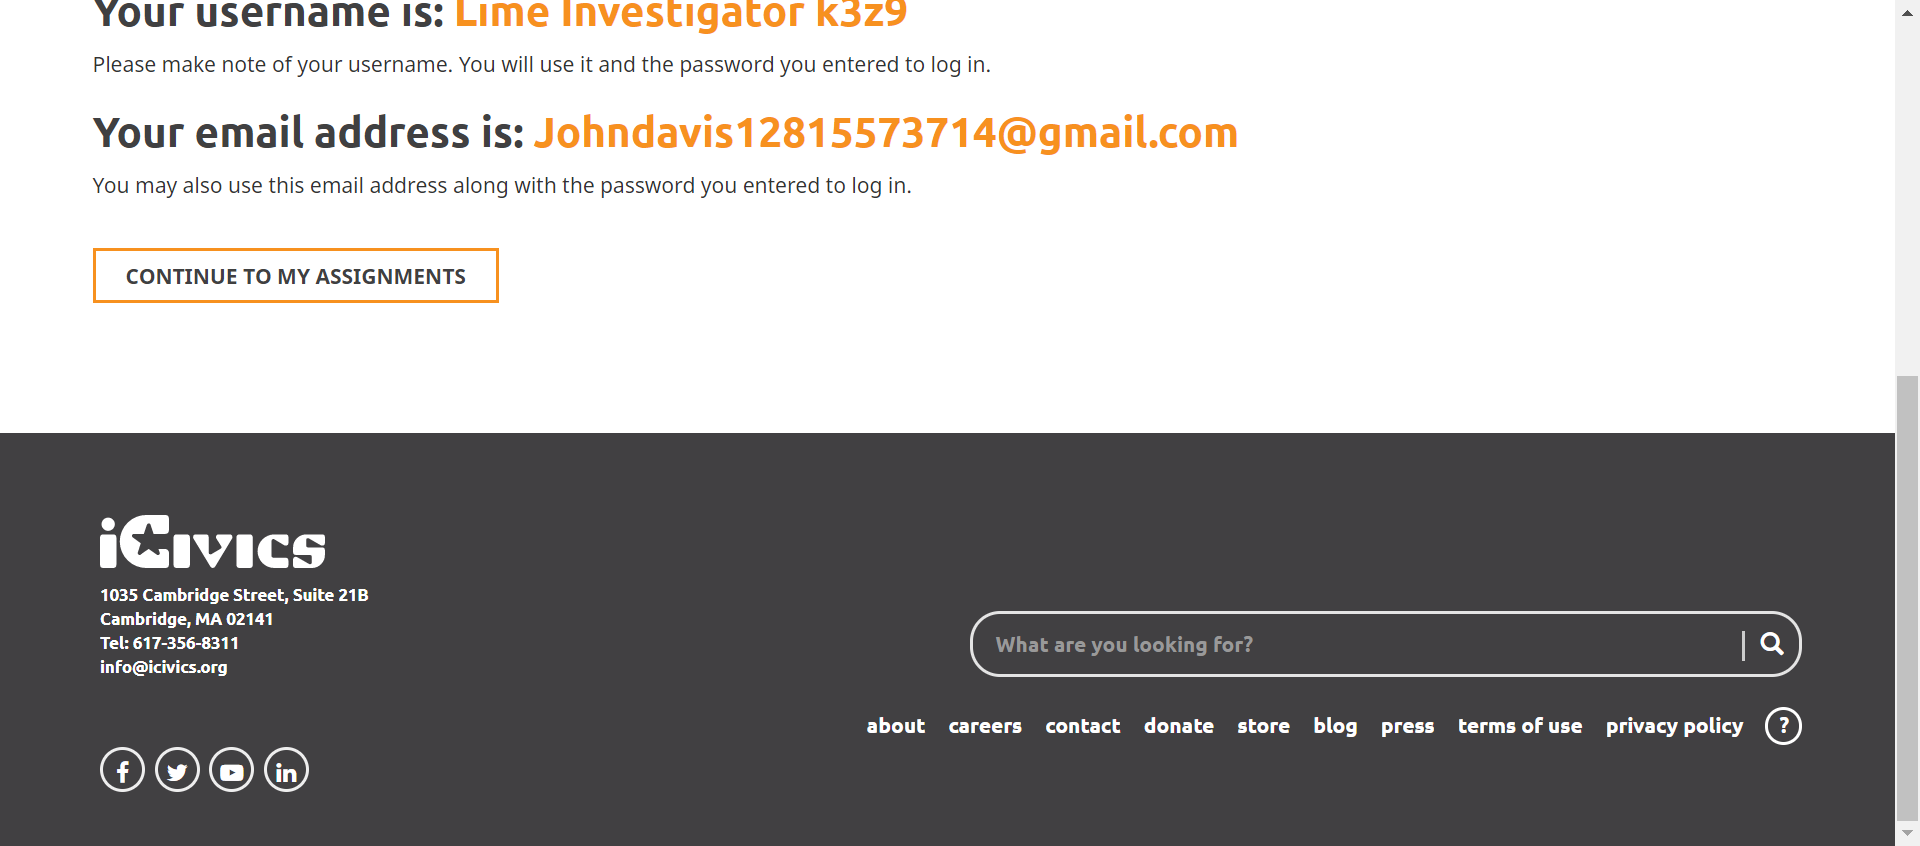 Your username is: Lime Investigator k3z9
Please make note of your username. You will use it and the password you entered to log in.
Your email address is: Johndavis12815573714@gmail.com
You may also use this email address along with the password you entered to log in.
CONTINUE TO MY ASSIGNMENTS
iCivics
1035 Cambridge Street, Suite 21B
Cambridge, MA 02141
Tel: 617-356-8311
info@icivics.org
What are you looking for?
about careers contact donate store blog press terms of use privacy policy ?